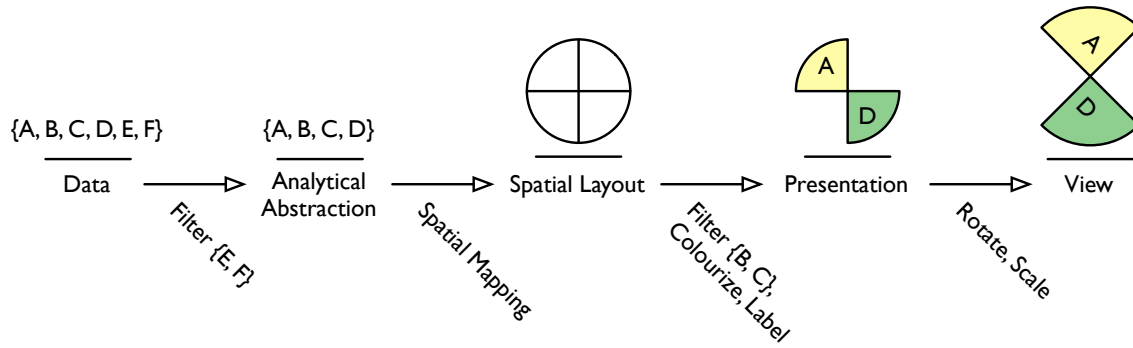 {A, B, C, D, E, F}
Data
Filter {E, F}
{A, B, C, D}
Analytical
Abstraction
Spatial Mapping
Spatial Layout
Filter {B, C},
Colourize, Label
A
D
Presentation
Rotate, Scale
A
D
View